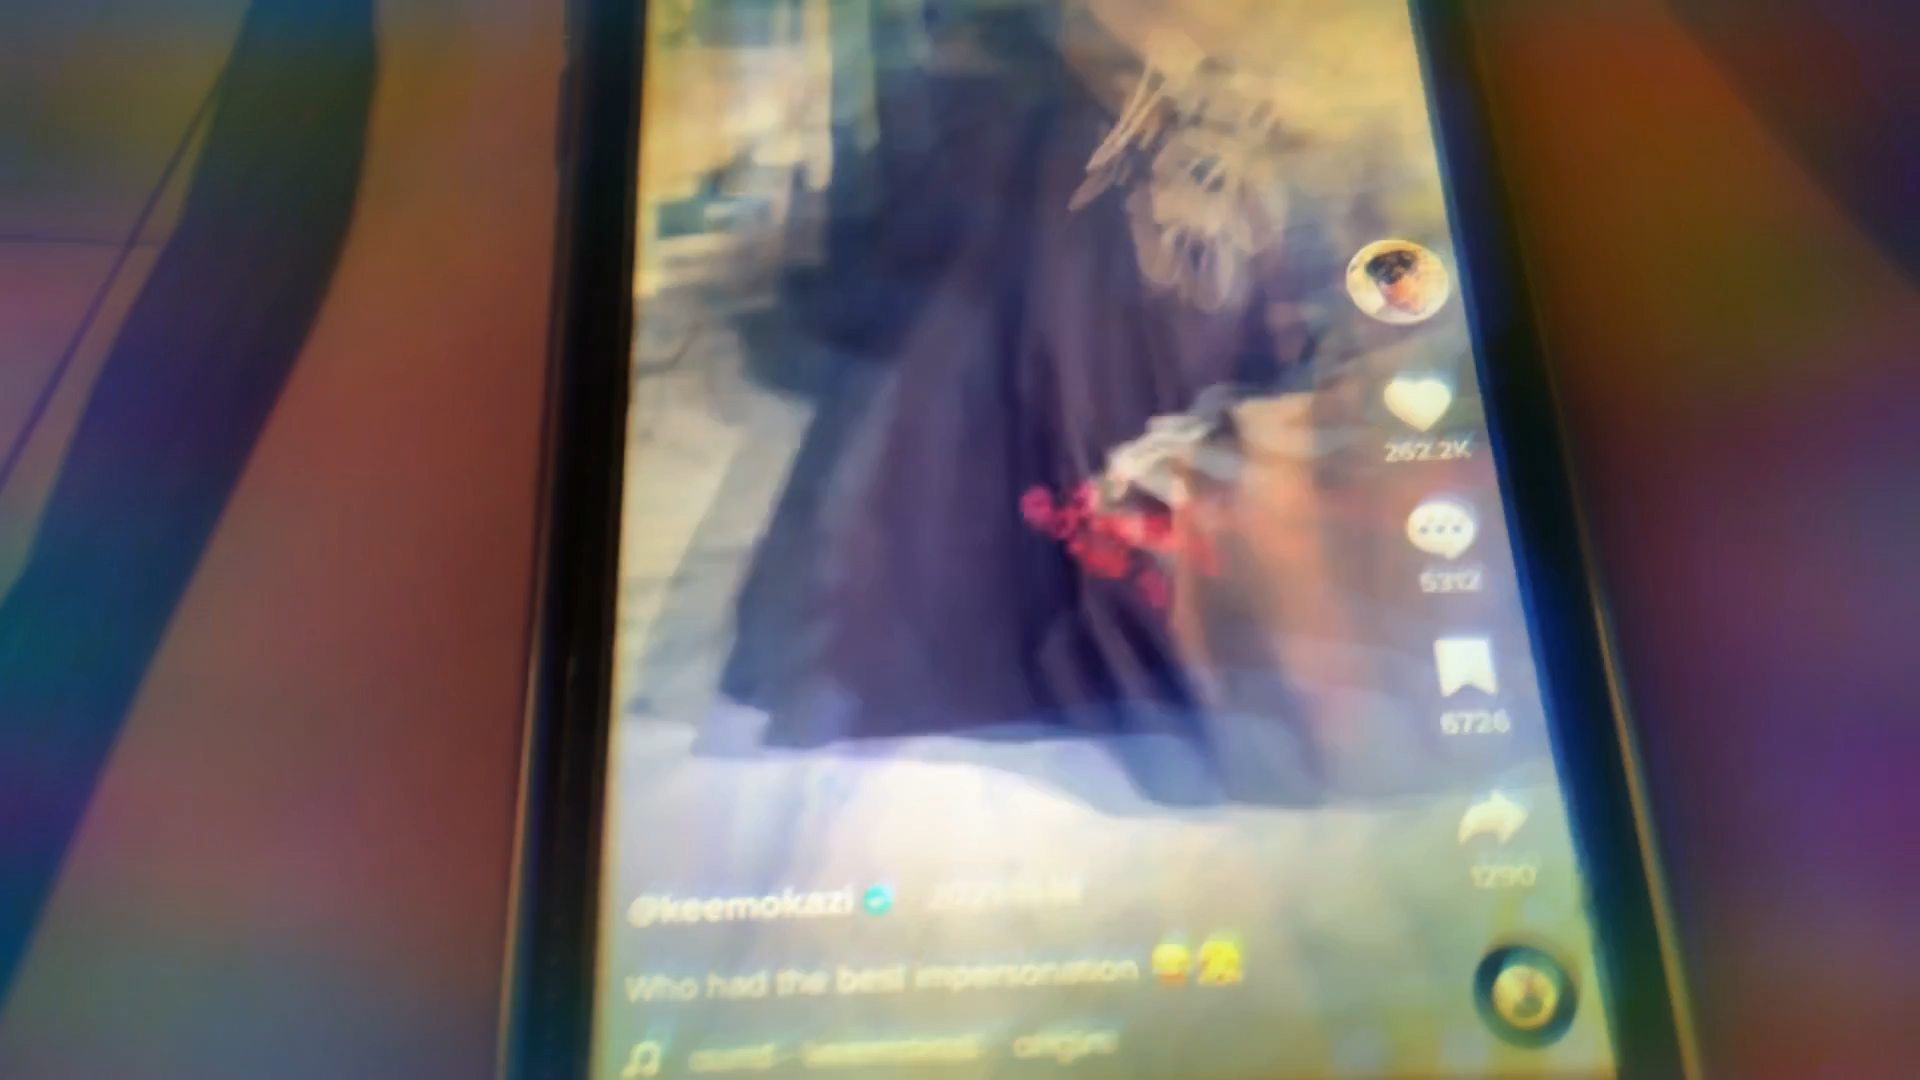 262.2K
5312
6726
1290
@keemokazi
Who had the best impersonation